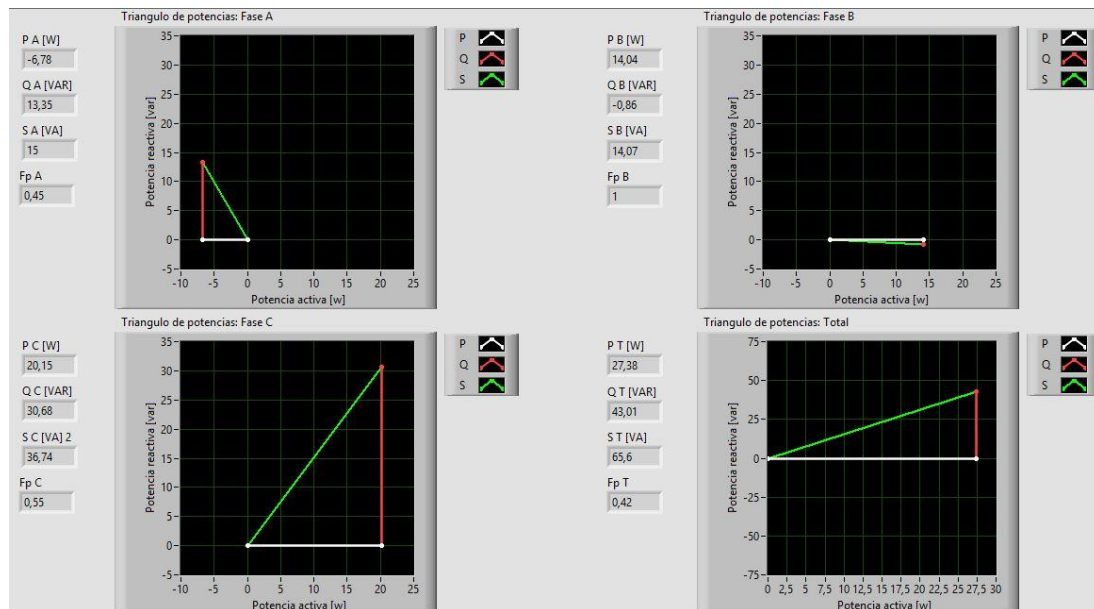 Triangulo de potencias: Fase A
P A [W]
-6,78
Q A [VAR]
13,35
S A [VA]
15
Fp A
0,45
Potencia reactiva [var]
35
30
25
20
15
10
5
0
-5
-10 -5 0 5 10 15 20 25
Potencia activa [w]
P
Q
S
Triangulo de potencias: Fase B
P B [W]
14,04
Q B [VAR]
-0,86
S B [VA]
14,07
Fp B
1
Potencia reactiva [var]
35
30
25
20
15
10
5
0
-5
-10 -5 0 5 10 15 20 25
Potencia activa [w]
P
Q
S
Triangulo de potencias: Fase C
P C [W]
20,15
Q C [VAR]
30,68
S C [VA] 2
36,74
Fp C
0,55
Potencia reactiva [var]
35
30
25
20
15
10
5
0
-5
-10 -5 0 5 10 15 20 25
Potencia activa [w]
P
Q
S
Triangulo de potencias: Total
P T [W]
27,38
Q T [VAR]
43,01
S T [VA]
65,6
Fp T
0,42
Potencia reactiva [var]
75
50
25
0
-25
-50
-75
0 2,5 5 7,5 10 12,5 15 17,5 20 22,5 25 27,5 30
Potencia activa [w]
P
Q
S